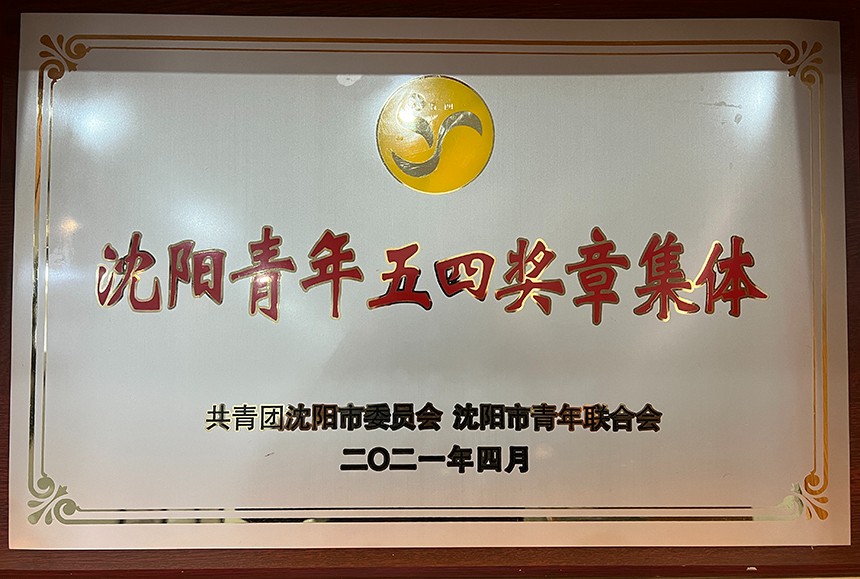 沈阳青年五四奖章集体
共青团沈阳市委员会 沈阳市青年联合会
二〇二一年四月